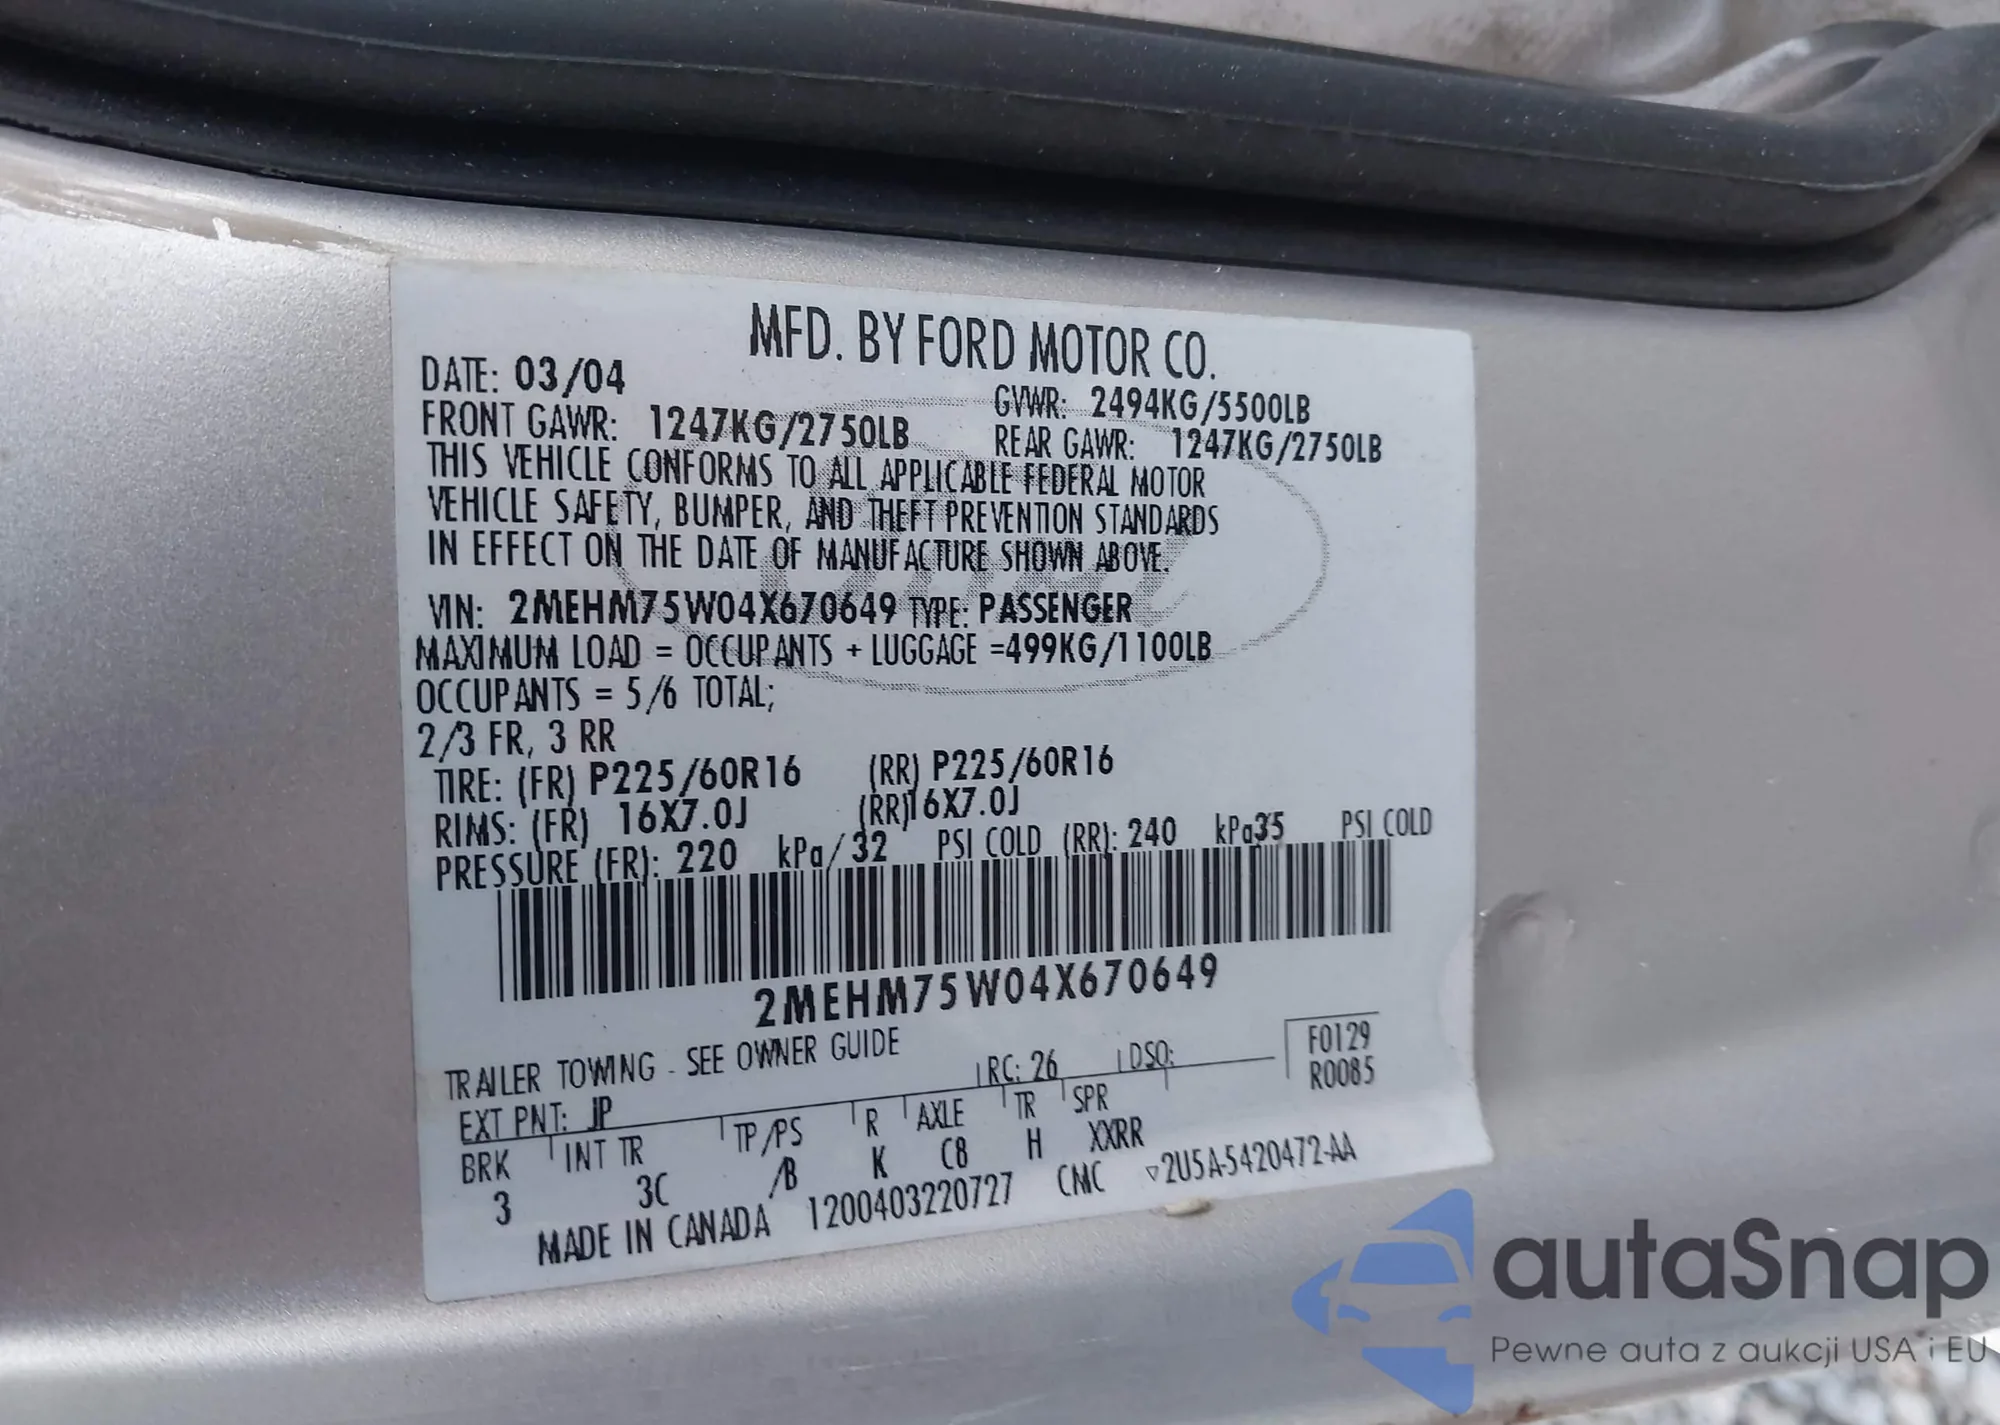 MFD. BY FORD MOTOR CO.
DATE: 03/04
GVWR: 2494KG/5500LB
FRONT GAWR: 1247KG/2750LB
REAR GAWR: 1247KG/2750LB
THIS VEHICLE CONFORMS TO ALL APPLICABLE FEDERAL MOTOR
VEHICLE SAFETY, BUMPER, AND THEFT PREVENTION STANDARDS
IN EFFECT ON THE DATE OF MANUFACTURE SHOWN ABOVE.
VIN: 2MEHM75W04X670649 TYPE: PASSENGER
MAXIMUM LOAD = OCCUPANTS + LUGGAGE =499KG/1100LB
OCCUPANTS = 5/6 TOTAL;
2/3 FR, 3 RR
TIRE: (FR) P225/60R16 (RR) P225/60R16
RIMS: (FR) 16X7.0J (RR)16X7.0J
PRESSURE (FR): 220 kPa/32 PSI COLD (RR): 240 kPa35 PSI COLD
2MEHM75W04X670649
TRAILER TOWING - SEE OWNER GUIDE
F0129
R0085
EXT PNT: JP RC: 26 DSO:
BRK INT TR TP/PS R AXLE TR SPR
3 3C /B K C8 H XXRR
MADE IN CANADA 1200403220727 CMC ▽2U5A-5420472-AA
Ford
autaSnap
Pewne auta z aukcji USA i EU